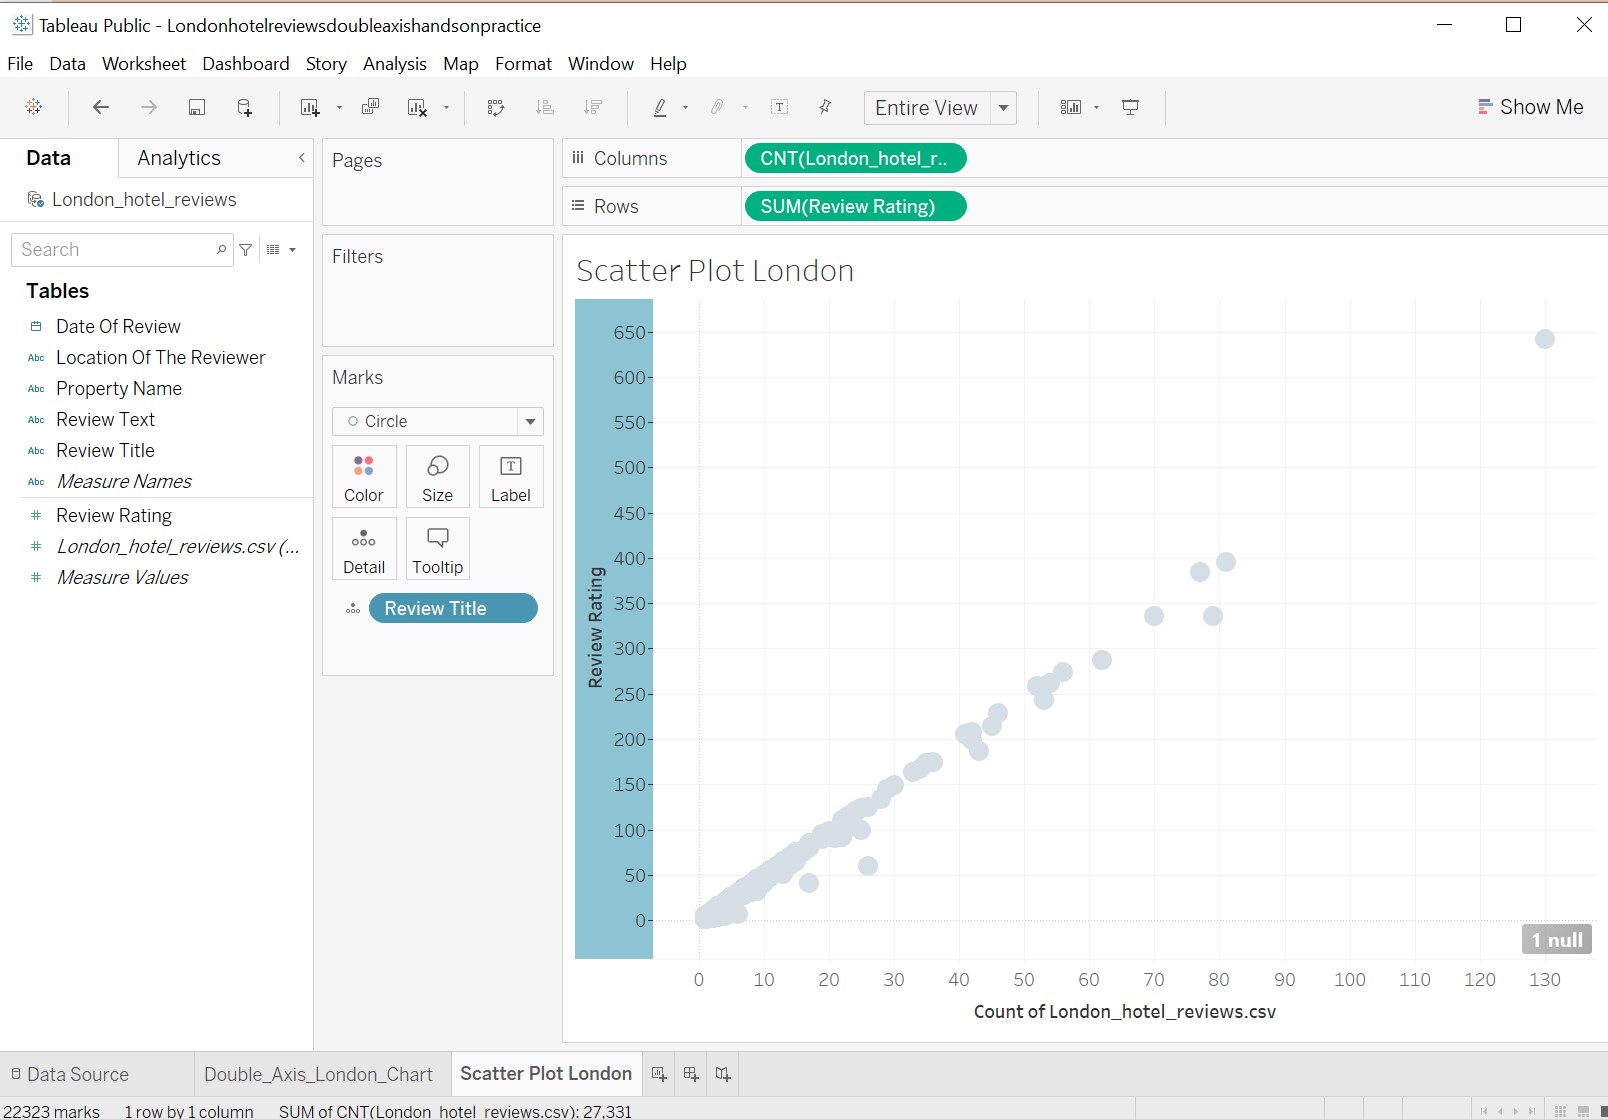 Tableau Public - Londonhotelreviewsdoubleaxishandsonpractice
File Data Worksheet Dashboard Story Analysis Map Format Window Help
Entire View
Show Me
Data Analytics
London_hotel_reviews
Search
Tables
Date Of Review
Abc Location Of The Reviewer
Abc Property Name
Abc Review Text
Abc Review Title
Abc Measure Names
# Review Rating
# London_hotel_reviews.csv (...
# Measure Values
Pages
Filters
Marks
Circle
Color Size T Label
Detail Tooltip
Review Title
Columns CNT(London_hotel_r..
Rows SUM(Review Rating)
Scatter Plot London
Review Rating
650
600
550
500
450
400
350
300
250
200
150
100
50
0
1 null
0 10 20 30 40 50 60 70 80 90 100 110 120 130
Count of London_hotel_reviews.csv
Data Source Double_Axis_London_Chart Scatter Plot London
22323 marks 1 row by 1 column SUM of CNT(London_hotel_reviews.csv): 27,331